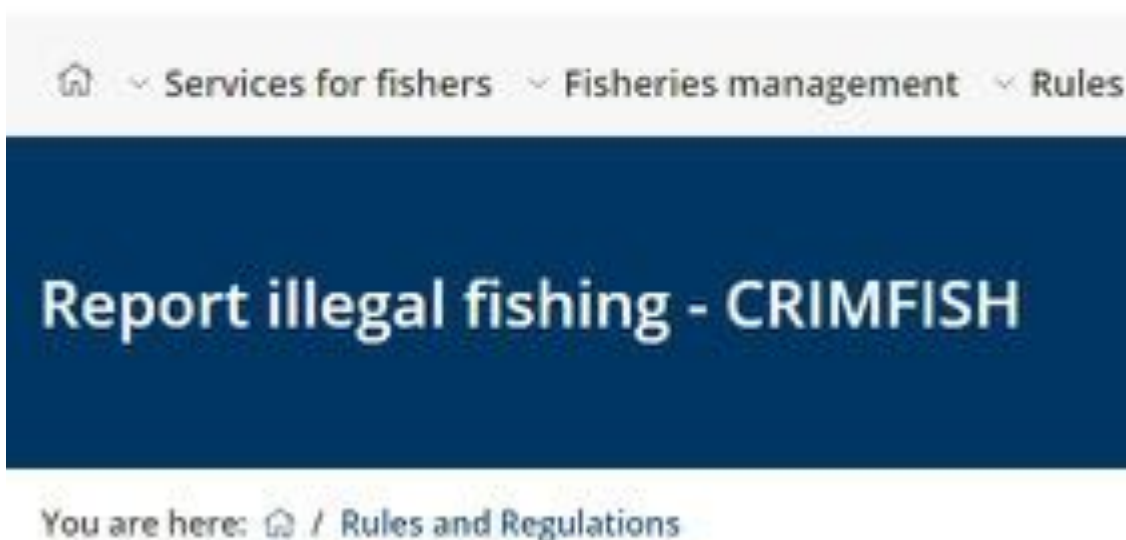 Services for fishers Fisheries management Rules
Report illegal fishing - CRIMFISH
You are here: / Rules and Regulations